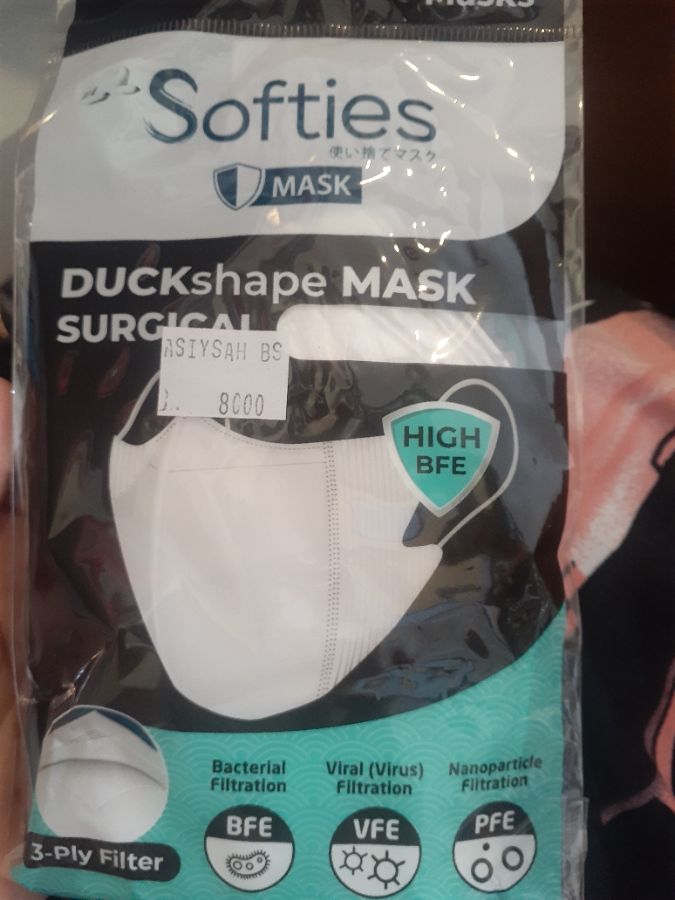 Masks
Softies
使い捨てマスク
MASK
DUCKshape MASK
SURGICAL
ASIYSAH BS
8000
HIGH
BFE
Bacterial
Filtration
Viral (Virus)
Filtration
Nanoparticle
Filtration
BFE
VFE
PFE
3-Ply Filter